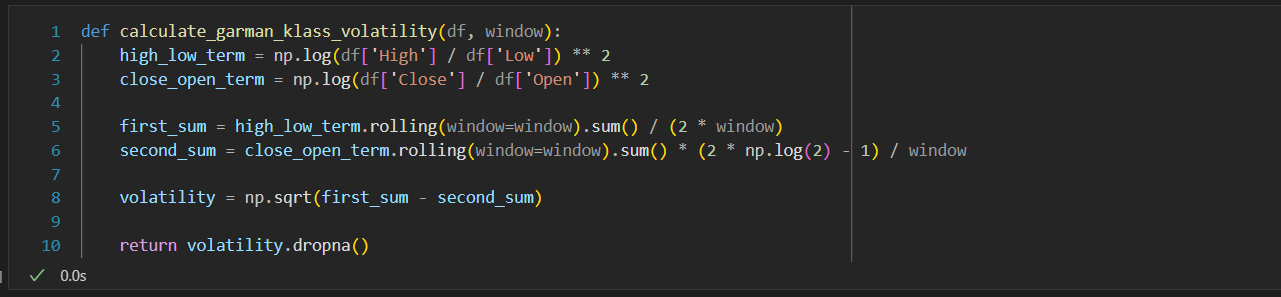 1 def calculate_garman_klass_volatility(df, window):
2 high_low_term = np.log(df['High'] / df['Low']) ** 2
3 close_open_term = np.log(df['Close'] / df['Open']) ** 2
4
5 first_sum = high_low_term.rolling(window=window).sum() / (2 * window)
6 second_sum = close_open_term.rolling(window=window).sum() * (2 * np.log(2) - 1) / window
7
8 volatility = np.sqrt(first_sum - second_sum)
9
10 return volatility.dropna()
0.0s